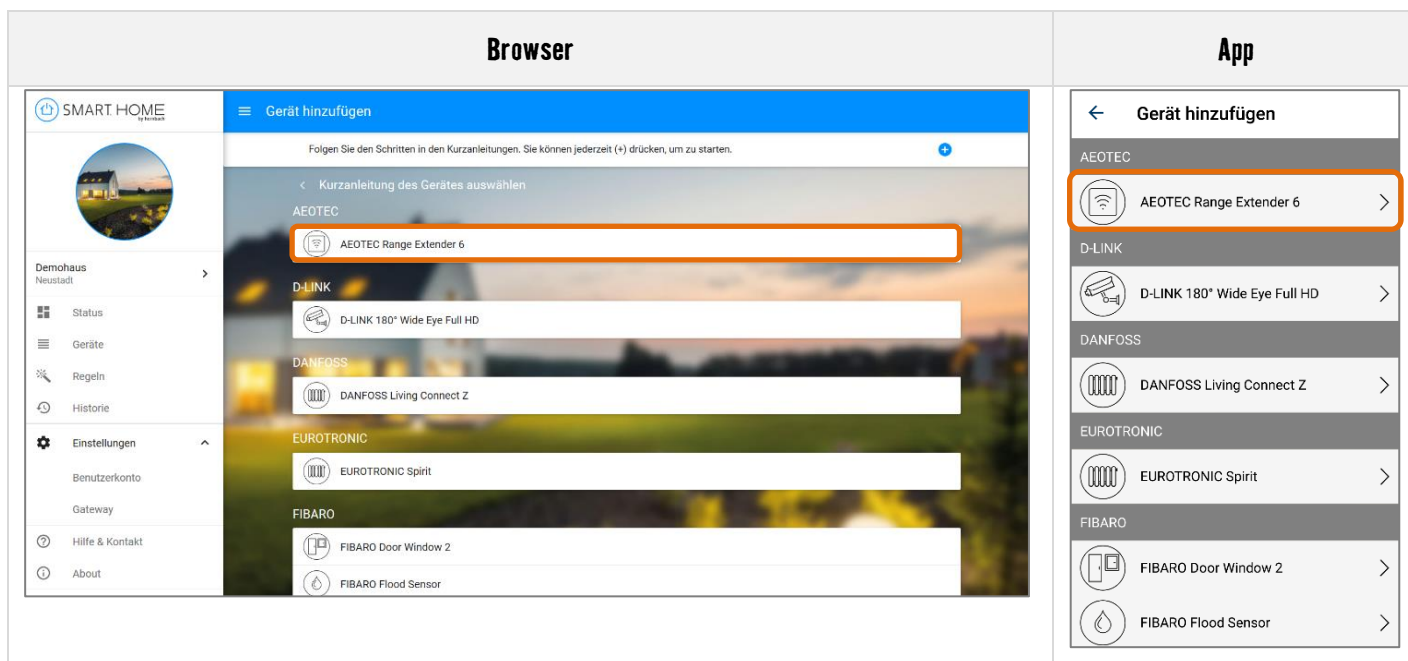 Browser
App
SMART HOME
by hornbach
Gerät hinzufügen
Folgen Sie den Schritten in den Kurzanleitungen. Sie können jederzeit (+) drücken, um zu starten.
Kurzanleitung des Gerätes auswählen
AEOTEC
AEOTEC Range Extender 6
D-LINK
D-LINK 180° Wide Eye Full HD
DANFOSS
DANFOSS Living Connect Z
EUROTRONIC
EUROTRONIC Spirit
FIBARO
FIBARO Door Window 2
FIBARO Flood Sensor
Demohaus
Neustadt
Status
Geräte
Regeln
Historie
Einstellungen
Benutzerkonto
Gateway
Hilfe & Kontakt
About
Gerät hinzufügen
AEOTEC
AEOTEC Range Extender 6
D-LINK
D-LINK 180° Wide Eye Full HD
DANFOSS
DANFOSS Living Connect Z
EUROTRONIC
EUROTRONIC Spirit
FIBARO
FIBARO Door Window 2
FIBARO Flood Sensor